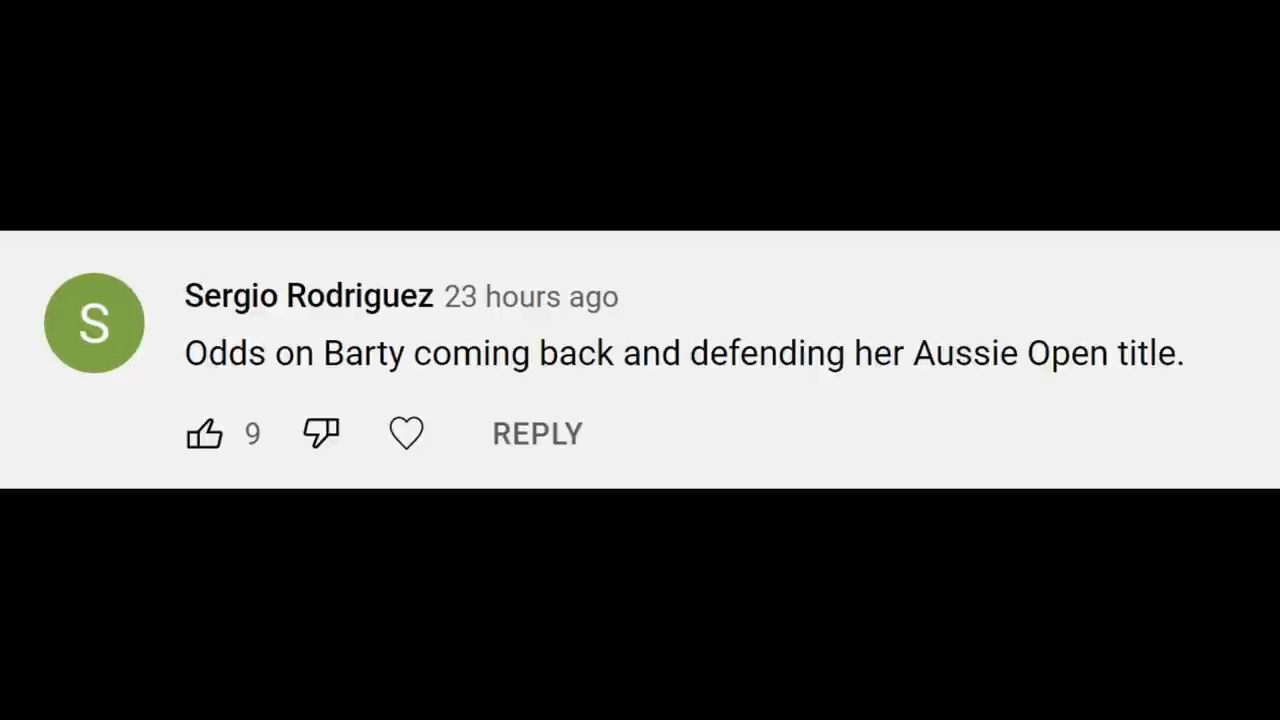 S
Sergio Rodriguez 23 hours ago
Odds on Barty coming back and defending her Aussie Open title.
9 REPLY